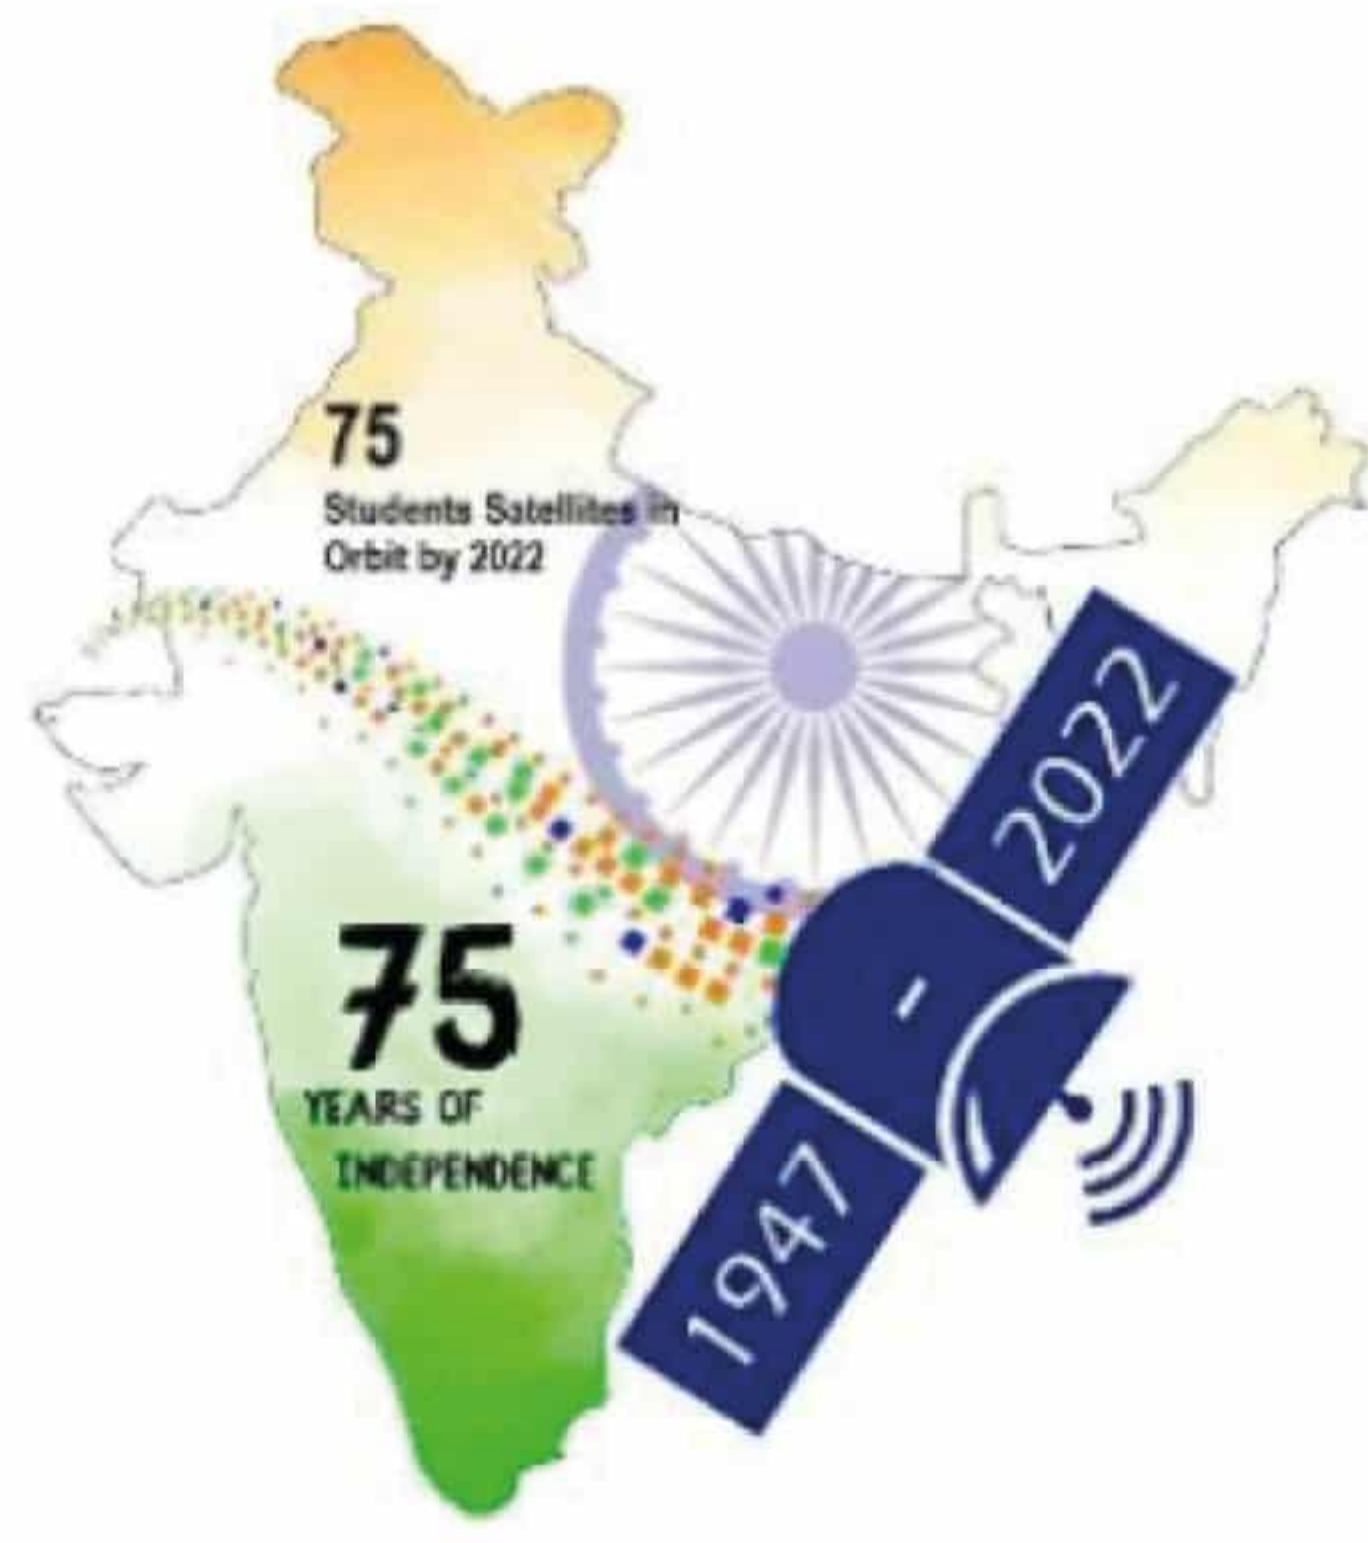 75
Students Satellites in
Orbit by 2022
2022
75
YEARS OF
INDEPENDENCE
1947